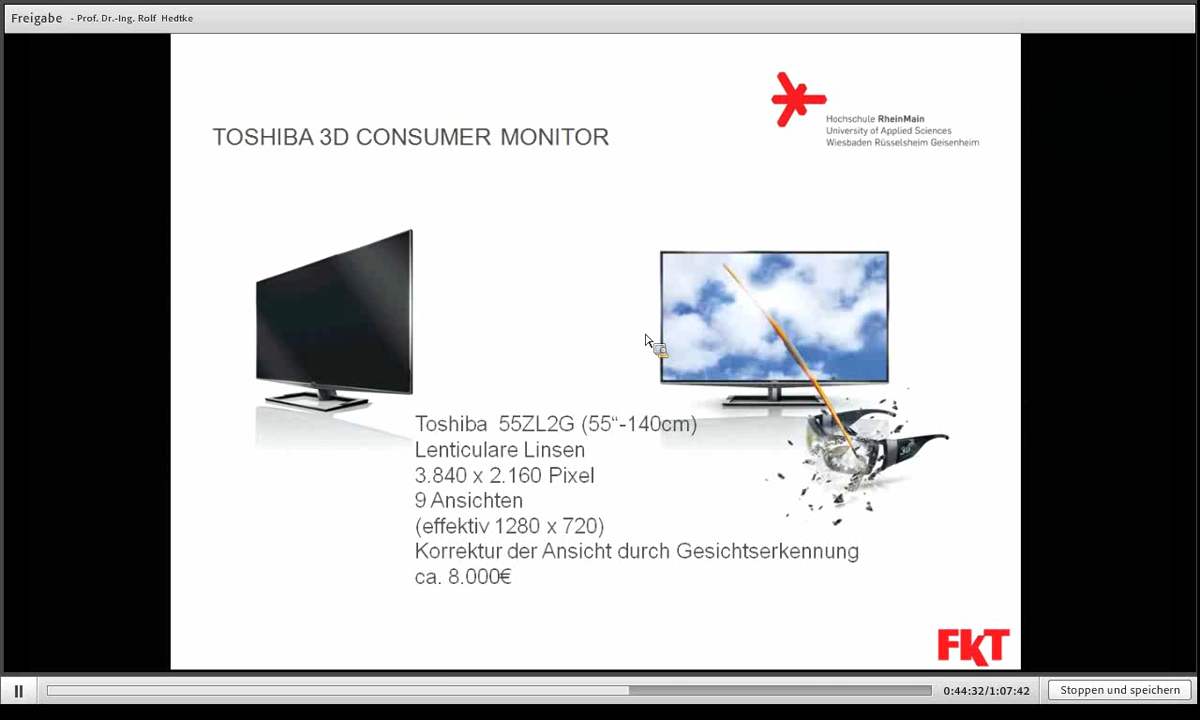 Freigabe - Prof. Dr.-Ing. Rolf Hedtke
Hochschule RheinMain
University of Applied Sciences
Wiesbaden Rüsselsheim Geisenheim
TOSHIBA 3D CONSUMER MONITOR
Toshiba 55ZL2G (55“-140cm)
Lenticulare Linsen
3.840 x 2.160 Pixel
9 Ansichten
(effektiv 1280 x 720)
Korrektur der Ansicht durch Gesichtserkennung
ca. 8.000€
3D
FKT
0:44:32/1:07:42
Stoppen und speichern